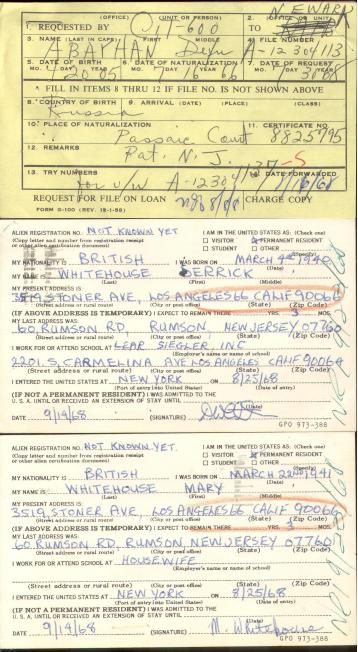 (OFFICE) (UNIT OR PERSON)
1. REQUESTED BY CIT 600
NEWARK
2. (OFFICE OR UNIT)
TO
3. NAME (LAST IN CAPS) FIRST MIDDLE
4. FILE NUMBER
A-12 304 113
5. DATE OF BIRTH 6. DATE OF NATURALIZATION 7. DATE OF REQUEST
MO. DAY YR. MO. DAY YR. MO. DAY YR.
4 20 05 7 16 66 7 31 68
▲ FILL IN ITEMS 8 THRU 12 IF FILE NO. IS NOT SHOWN ABOVE
8. COUNTRY OF BIRTH 9. ARRIVAL (DATE) (PLACE) (CLASS)
Russia
10. PLACE OF NATURALIZATION 11. CERTIFICATE NO.
Passaic Court 8825795
12. REMARKS
Pat. N. J.
13. TRY NUMBERS 14. DATE FORWARDED
for u/w A-12304137-S 8/16/68
REQUEST FOR FILE ON LOAN CHARGE COPY
FORM G-100 (REV. 12-1-59)
ALIEN REGISTRATION NO. NOT KNOWN YET
I AM IN THE UNITED STATES AS: (Check one)
(Copy letter and number from registration receipt
or other alien certification document)
☐ VISITOR ☒ PERMANENT RESIDENT
☐ STUDENT ☐ OTHER
(Specify)
MY NATIONALITY IS BRITISH I WAS BORN ON MARCH 4th 1940
(Date)
MY NAME IS WHITEHOUSE DERRICK
(Last) (First) (Middle)
MY PRESENT ADDRESS IS:
3519, STONER AVE, LOS ANGELES 66 CALIF 90066
(Street address or rural route) (City or post office) (State) (Zip Code)
(IF ABOVE ADDRESS IS TEMPORARY) I EXPECT TO REMAIN THERE YRS. 3 MOS.
MY LAST ADDRESS WAS:
60, RUMSON RD, RUMSON, NEW JERSEY 07760
(Street address or rural route) (City or post office) (State) (Zip Code)
I WORK FOR OR ATTEND SCHOOL AT LEAR SIEGLER, INC
(Employer's name or name of school)
2201. S. CARMELINA AVE LOS ANGELES CALIF 90064
(Street address or rural route) (City or post office) (State) (Zip Code)
I ENTERED THE UNITED STATES AT NEW YORK ON 8/25/68
(Port of entry into United States) (Date of entry)
(IF NOT A PERMANENT RESIDENT) I WAS ADMITTED TO THE
U. S. A. UNTIL OR RECEIVED AN EXTENSION OF STAY UNTIL
(Date)
DATE 9/14/68 (SIGNATURE)
GPO 973-388
ALIEN REGISTRATION NO. NOT KNOWN YET.
I AM IN THE UNITED STATES AS: (Check one)
(Copy letter and number from registration receipt
or other alien certification document)
☐ VISITOR ☒ PERMANENT RESIDENT
☐ STUDENT ☐ OTHER
(Specify)
MY NATIONALITY IS BRITISH I WAS BORN ON MARCH 22nd 1941
(Date)
MY NAME IS WHITEHOUSE MARY
(Last) (First) (Middle)
MY PRESENT ADDRESS IS
3519, STONER AVE, LOS ANGELES 66 CALIF 90066
(Street address or rural route) (City or post office) (State) (Zip Code)
(IF ABOVE ADDRESS IS TEMPORARY) I EXPECT TO REMAIN THERE YRS. 3 MOS.
MY LAST ADDRESS WAS:
60, RUMSON RD, RUMSON, NEW JERSEY 07760
(Street address or rural route) (City or post office) (State) (Zip Code)
I WORK FOR OR ATTEND SCHOOL AT HOUSEWIFE
(Employer's name or name of school)
(Street address or rural route) (City or post office) (State) (Zip Code)
I ENTERED THE UNITED STATES AT NEW YORK ON 8/25/68
(Port of entry into United States) (Date of entry)
(IF NOT A PERMANENT RESIDENT) I WAS ADMITTED TO THE
U. S. A. UNTIL OR RECEIVED AN EXTENSION OF STAY UNTIL
(Date)
DATE 9/14/68 (SIGNATURE) M. Whitehouse
GPO 973-388